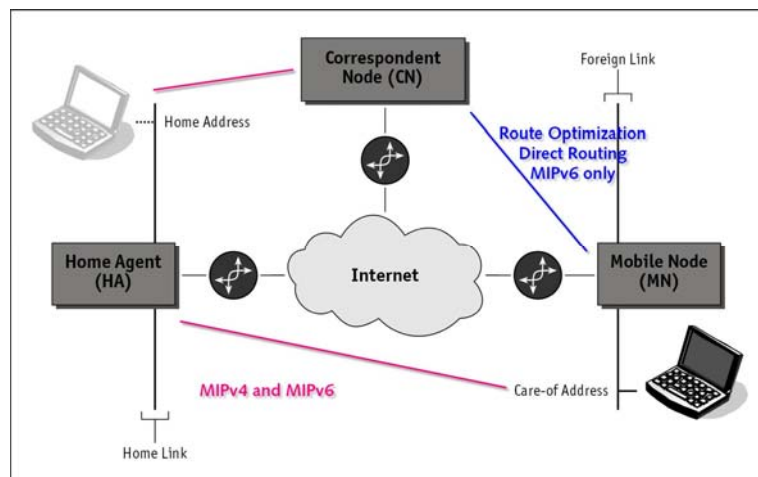 Correspondent
Node (CN)
Foreign Link
Home Address
Route Optimization
Direct Routing
MIPv6 only
Home Agent
(HA)
Internet
Mobile Node
(MN)
MIPv4 and MIPv6
Care-of Address
Home Link